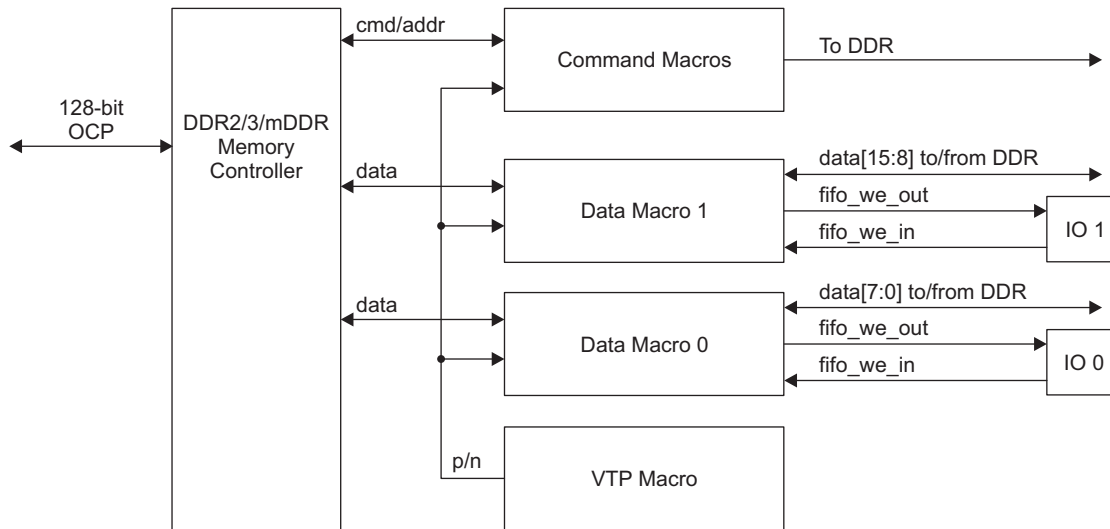 cmd/addr
Command Macros
To DDR
128-bit
OCP
DDR2/3/mDDR
Memory
Controller
data
Data Macro 1
data[15:8] to/from DDR
fifo_we_out
fifo_we_in
IO 1
data
Data Macro 0
data[7:0] to/from DDR
fifo_we_out
fifo_we_in
IO 0
p/n
VTP Macro